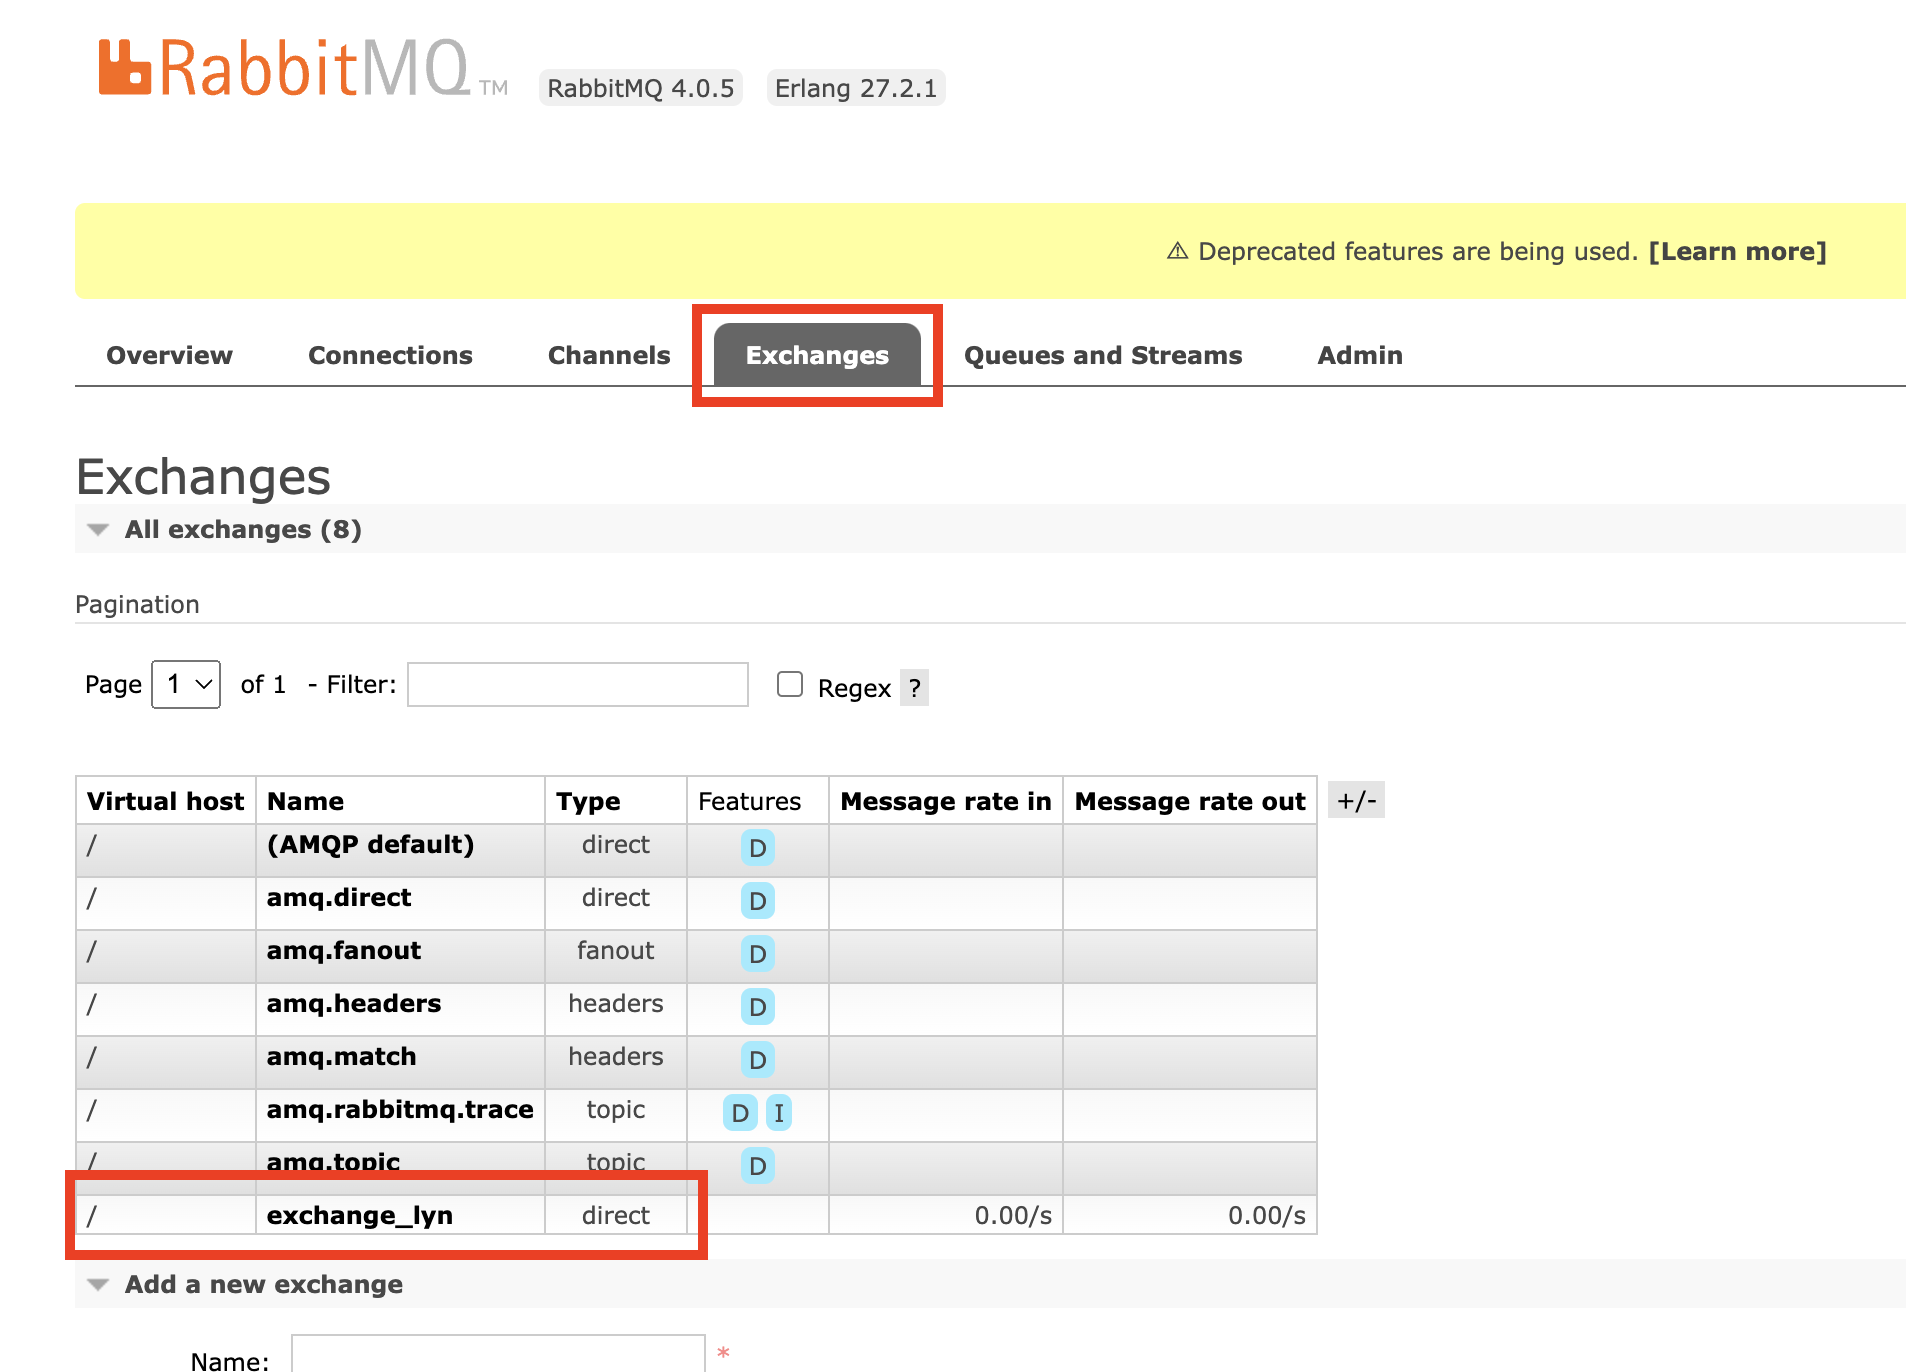 RabbitMQ TM RabbitMQ 4.0.5 Erlang 27.2.1
⚠ Deprecated features are being used. [Learn more]
Overview Connections Channels Exchanges Queues and Streams Admin
Exchanges
All exchanges (8)
Pagination
Page 1 of 1 - Filter: Regex ?
Virtual host Name Type Features Message rate in Message rate out +/-
/ (AMQP default) direct D
/ amq.direct direct D
/ amq.fanout fanout D
/ amq.headers headers D
/ amq.match headers D
/ amq.rabbitmq.trace topic D I
/ amq.topic topic D
/ exchange_lyn direct 0.00/s 0.00/s
Add a new exchange
Name: *